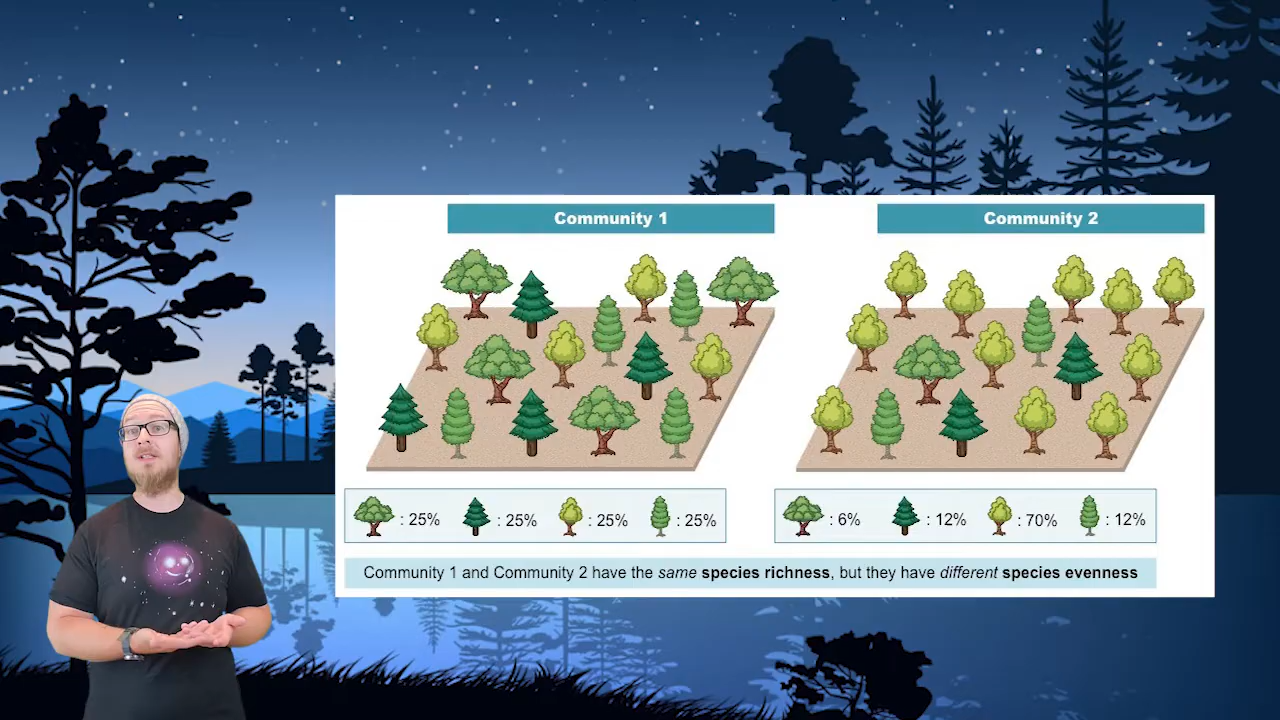 Community 1
Community 2
: 25% : 25% : 25% : 25%
: 6% : 12% : 70% : 12%
Community 1 and Community 2 have the same species richness, but they have different species evenness